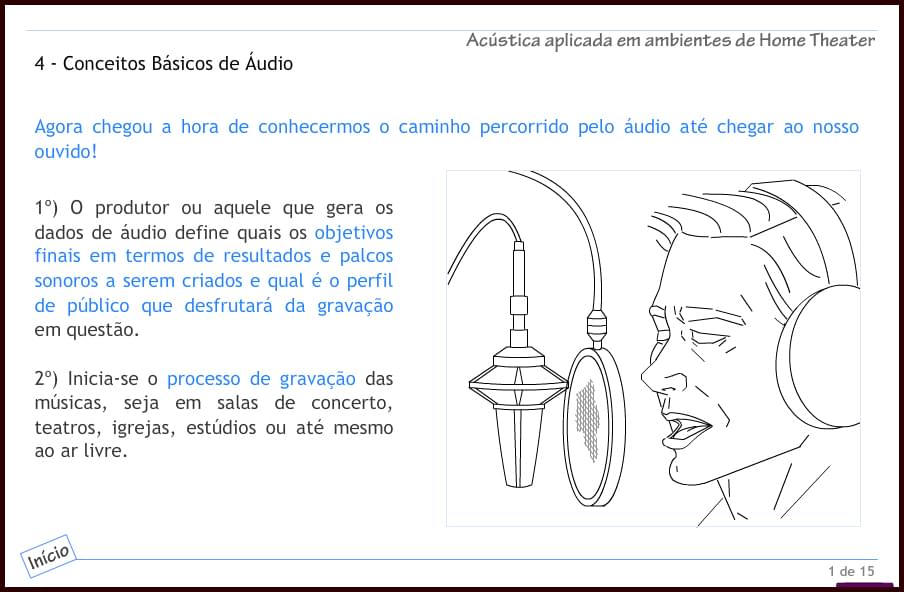 Acústica aplicada em ambientes de Home Theater
4 - Conceitos Básicos de Áudio
Agora chegou a hora de conhecermos o caminho percorrido pelo áudio até chegar ao nosso
ouvido!
1º) O produtor ou aquele que gera os
dados de áudio define quais os objetivos
finais em termos de resultados e palcos
sonoros a serem criados e qual é o perfil
de público que desfrutará da gravação
em questão.
2º) Inicia-se o processo de gravação das
músicas, seja em salas de concerto,
teatros, igrejas, estúdios ou até mesmo
ao ar livre.
Início
1 de 15